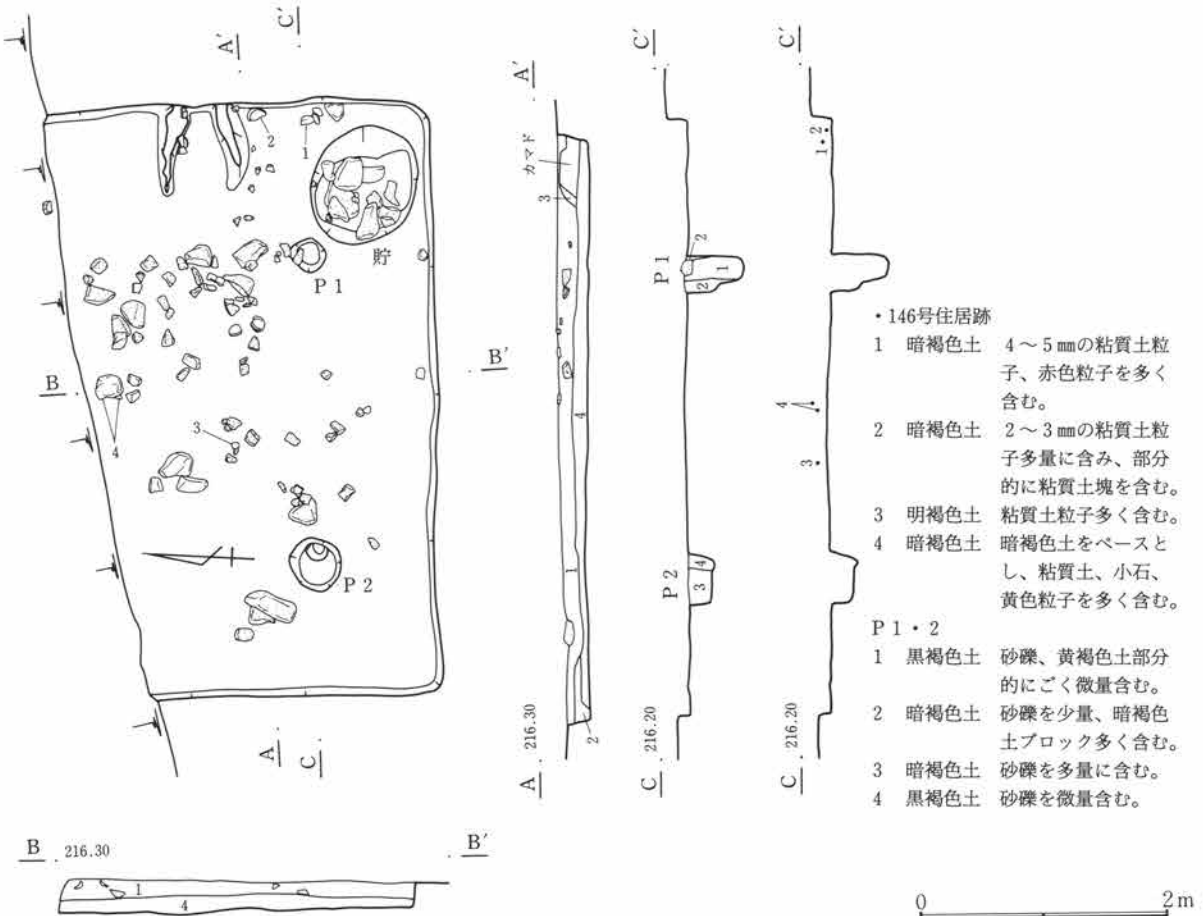 C′
A′
2
1
貯
P 1
B
B′
4
3
P 2
A
C
A′
カマド
3
4
1
2
A . 216.30
C′
P 1
2
1
2
P 2
4
3
C . 216.20
C′
1・2
4
3
C . 216.20
・146号住居跡
1 暗褐色土 4～5㎜の粘質土粒
子、赤色粒子を多く
含む。
2 暗褐色土 2～3㎜の粘質土粒
子多量に含み、部分
的に粘質土塊を含む。
3 明褐色土 粘質土粒子多く含む。
4 暗褐色土 暗褐色土をベースと
し、粘質土、小石、
黄色粒子を多く含む。
P 1・2
1 黒褐色土 砂礫、黄褐色土部分
的にごく微量含む。
2 暗褐色土 砂礫を少量、暗褐色
土ブロック多く含む。
3 暗褐色土 砂礫を多量に含む。
4 黒褐色土 砂礫を微量含む。
B . 216.30
B′
1
4
0 2m